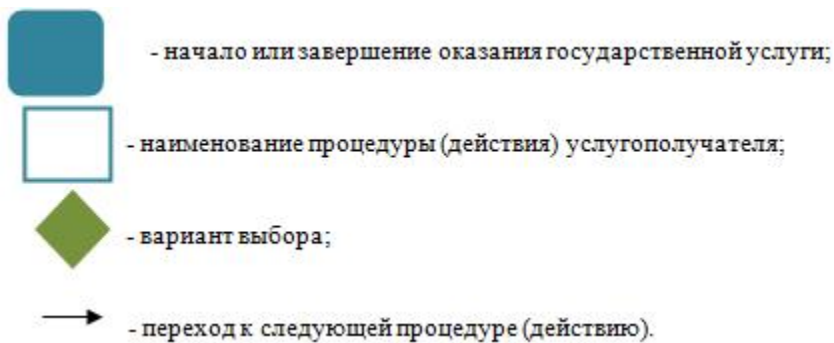 - начало или завершение оказания государственной услуги;
- наименование процедуры (действия) услугополучателя;
- вариант выбора;
- переход к следующей процедуре (действию).